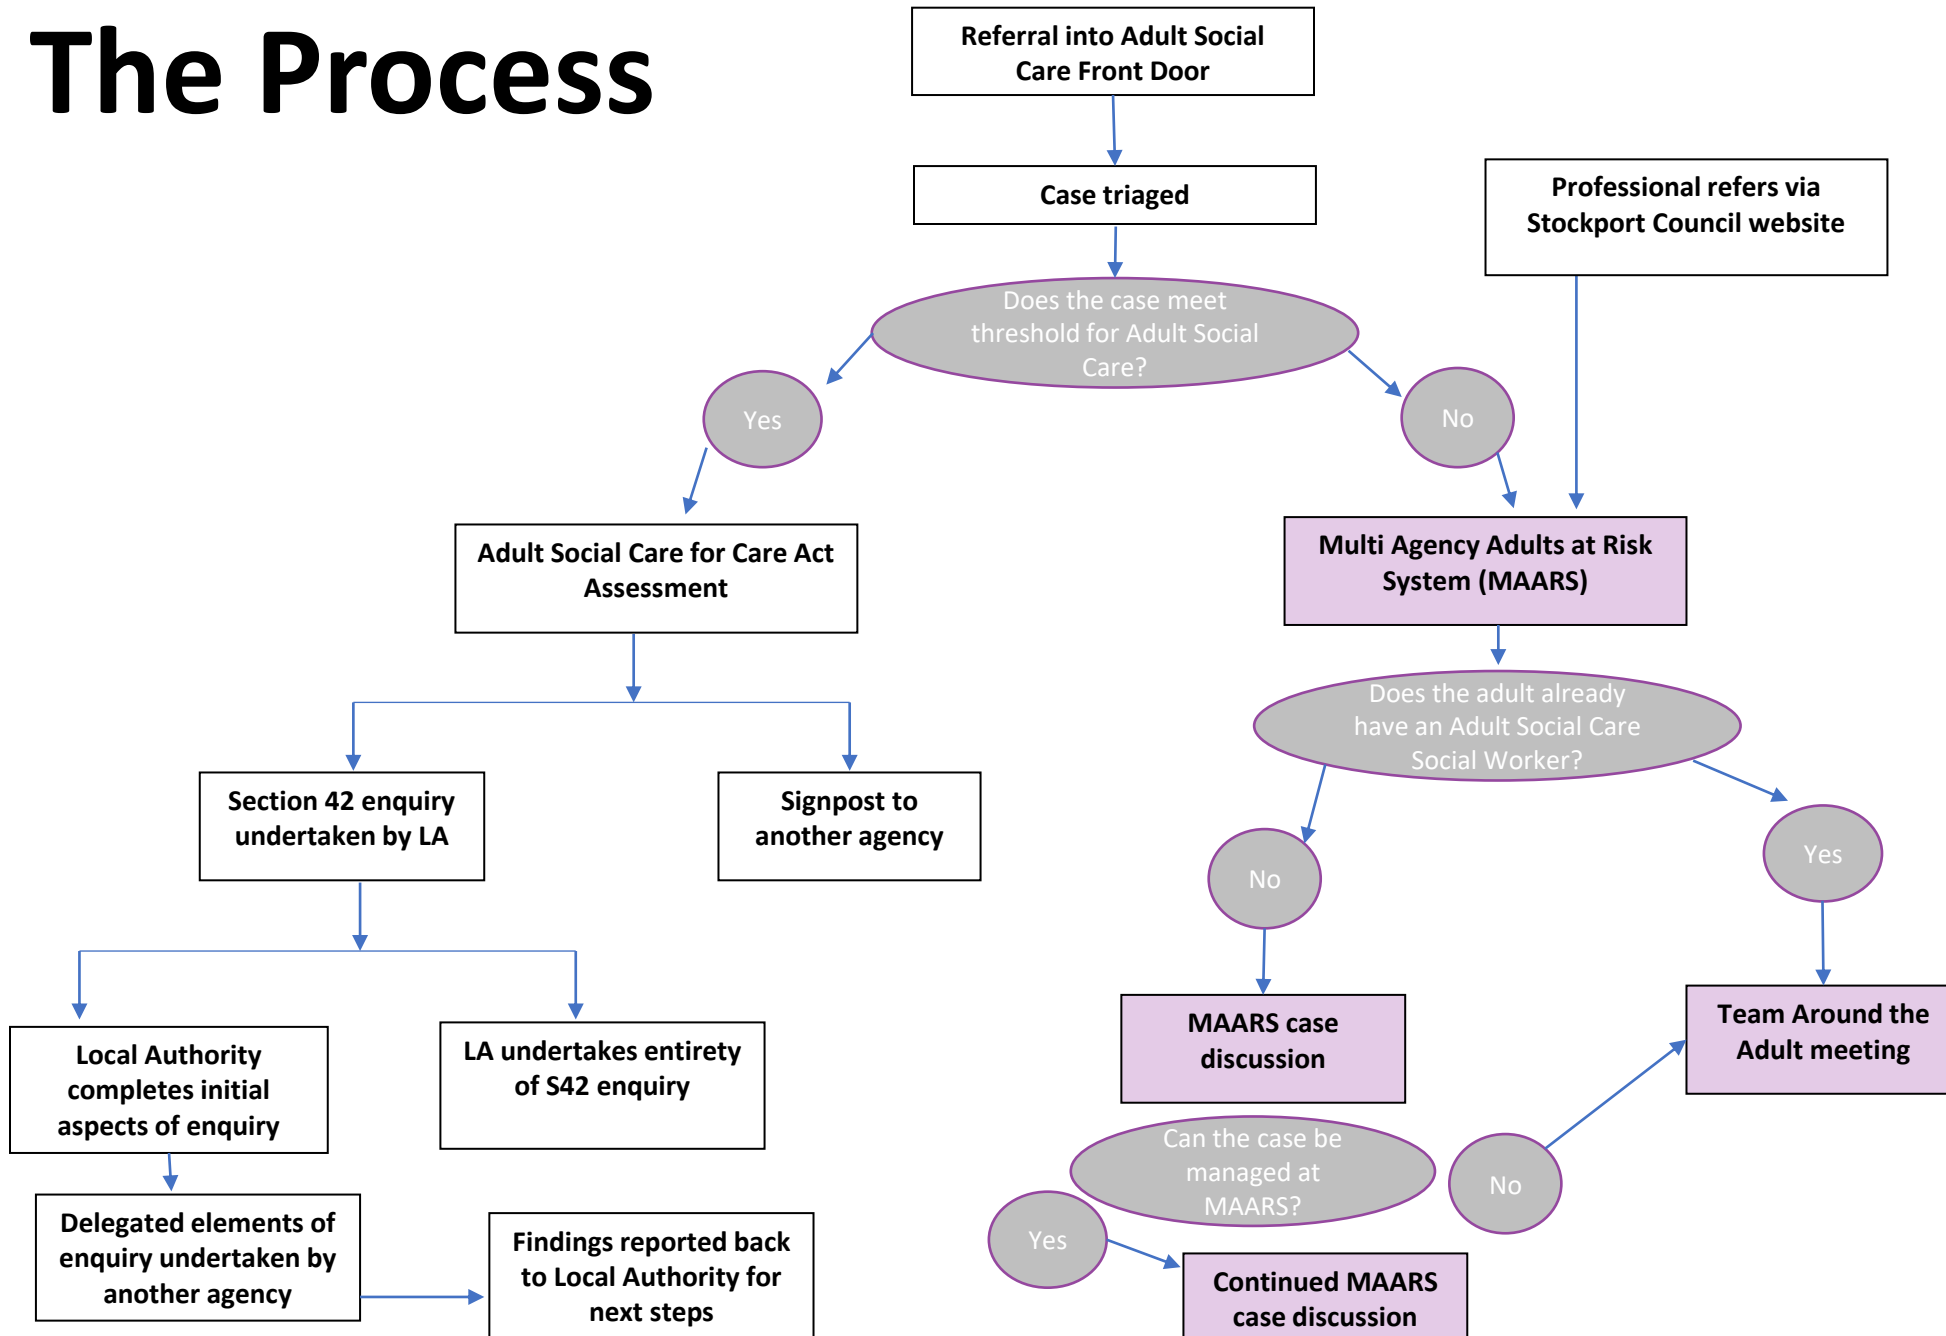 The Process
Referral into Adult Social
Care Front Door
Case triaged
Professional refers via
Stockport Council website
Does the case meet
threshold for Adult Social
Care?
Yes
No
Adult Social Care for Care Act
Assessment
Multi Agency Adults at Risk
System (MAARS)
Does the adult already
have an Adult Social Care
Social Worker?
Section 42 enquiry
undertaken by LA
Signpost to
another agency
No
Yes
Local Authority
completes initial
aspects of enquiry
LA undertakes entirety
of S42 enquiry
MAARS case
discussion
Team Around the
Adult meeting
Can the case be
managed at
MAARS?
No
Yes
Delegated elements of
enquiry undertaken by
another agency
Findings reported back
to Local Authority for
next steps
Continued MAARS
case discussion